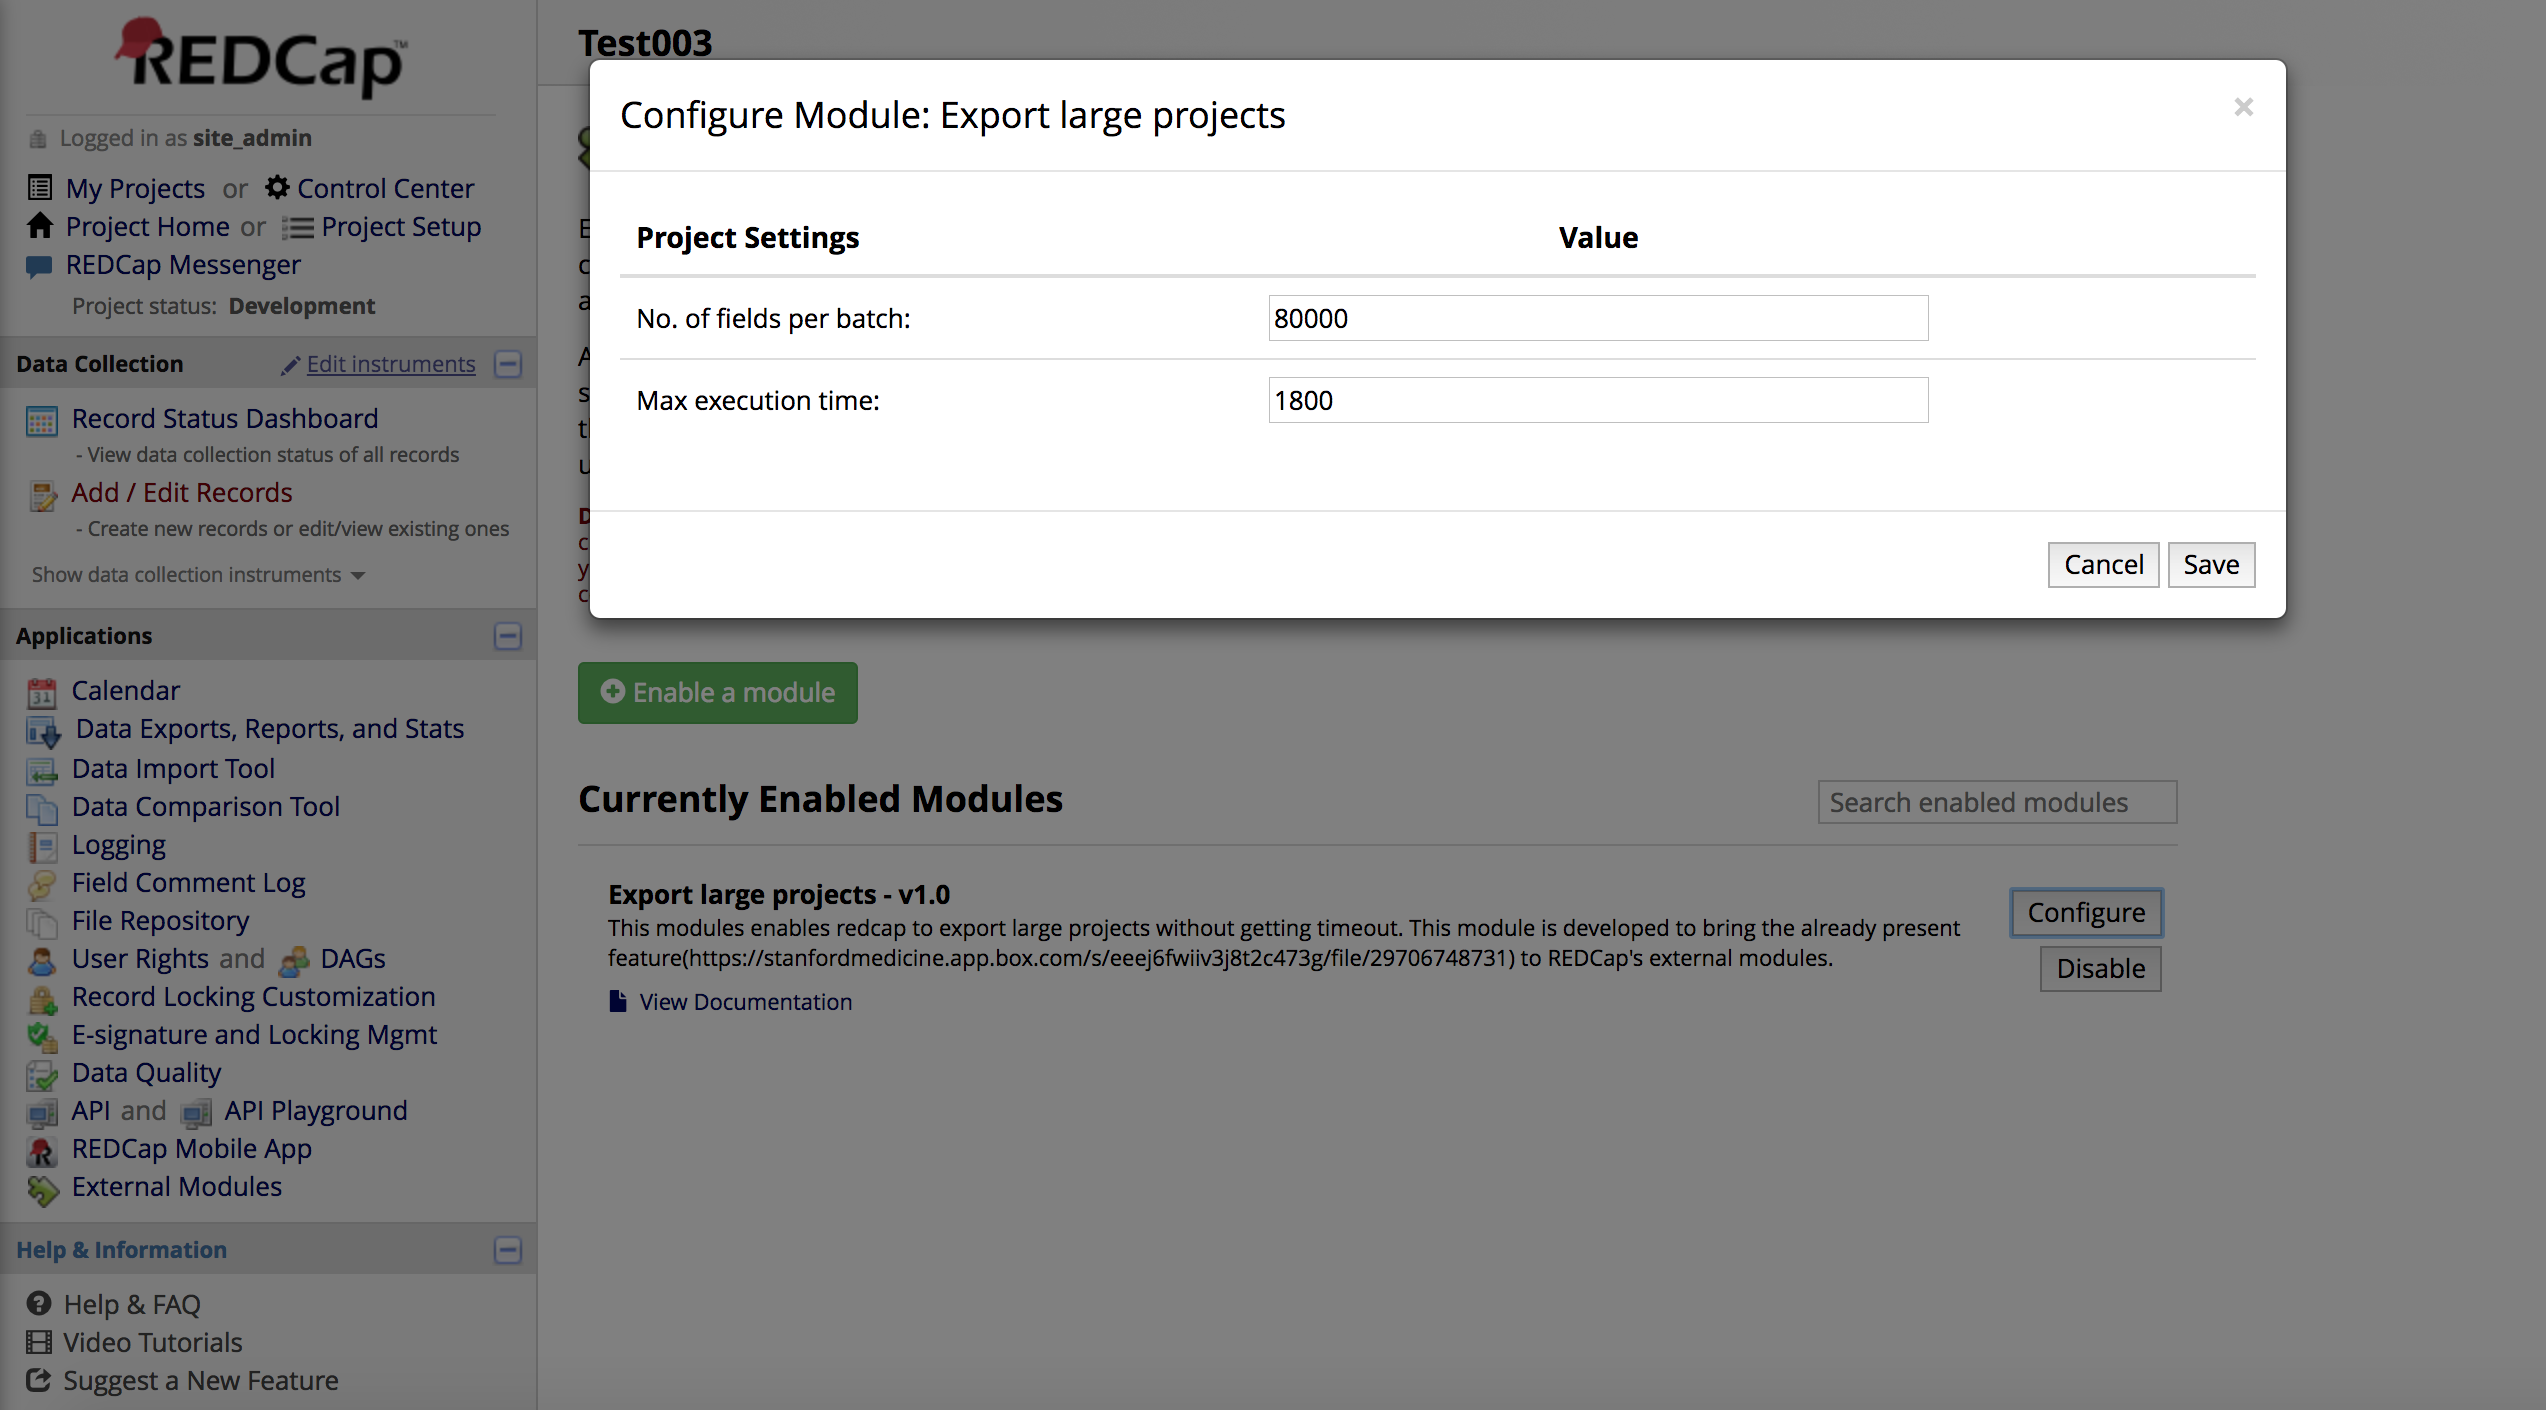 REDCap™
Logged in as site_admin
My Projects or Control Center
Project Home or Project Setup
REDCap Messenger
Project status: Development
Data Collection Edit instruments
Record Status Dashboard
- View data collection status of all records
Add / Edit Records
- Create new records or edit/view existing ones
Show data collection instruments
Applications
31
Calendar
Data Exports, Reports, and Stats
Data Import Tool
Data Comparison Tool
Logging
Field Comment Log
File Repository
User Rights and DAGs
Record Locking Customization
E-signature and Locking Mgmt
Data Quality
API and API Playground
REDCap Mobile App
External Modules
Help & Information
Help & FAQ
Video Tutorials
Suggest a New Feature
Test003
Configure Module: Export large projects ×
Project Settings Value
No. of fields per batch: 80000
Max execution time: 1800
Cancel Save
Enable a module
Currently Enabled Modules Search enabled modules
Export large projects - v1.0
This modules enables redcap to export large projects without getting timeout. This module is developed to bring the already present
feature(https://stanfordmedicine.app.box.com/s/eeej6fwiiv3j8t2c473g/file/29706748731) to REDCap's external modules.
View Documentation
Configure
Disable